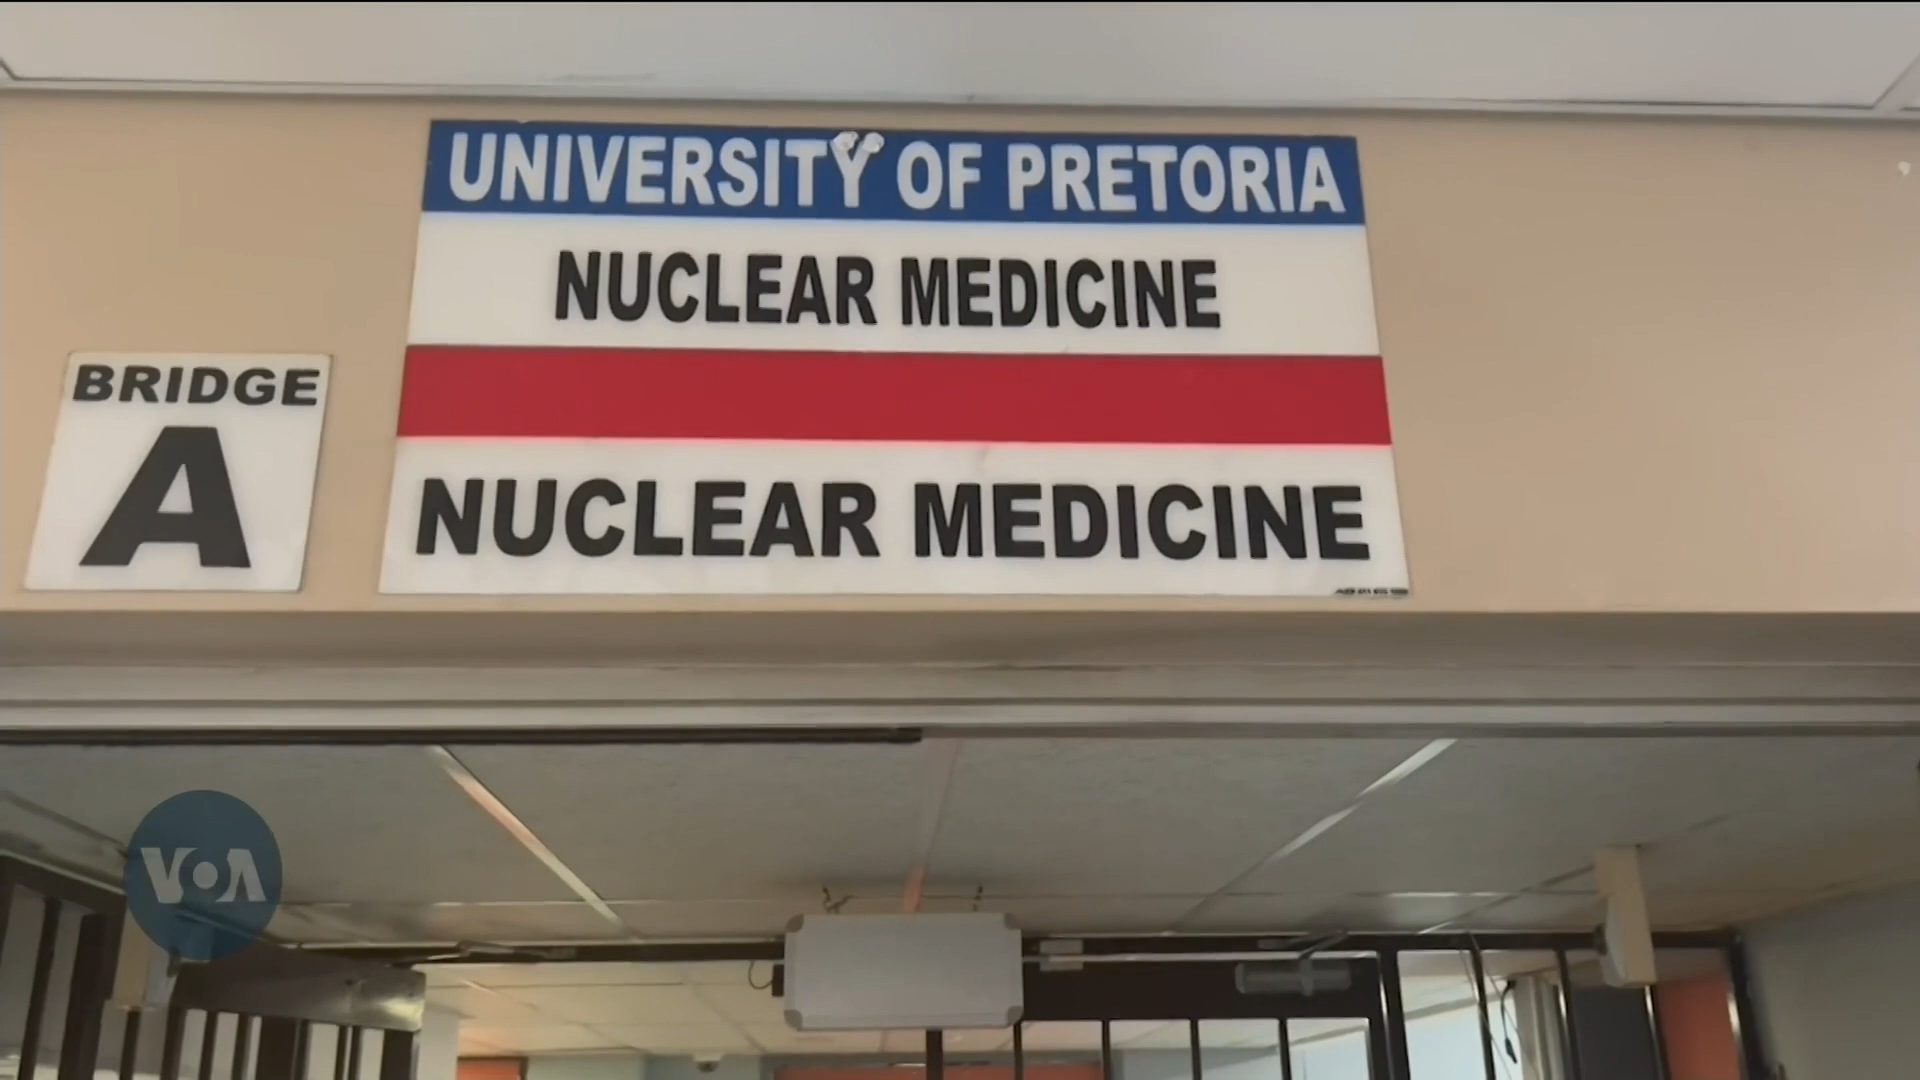 UNIVERSITY OF PRETORIA
NUCLEAR MEDICINE
NUCLEAR MEDICINE
BRIDGE
A
VOA